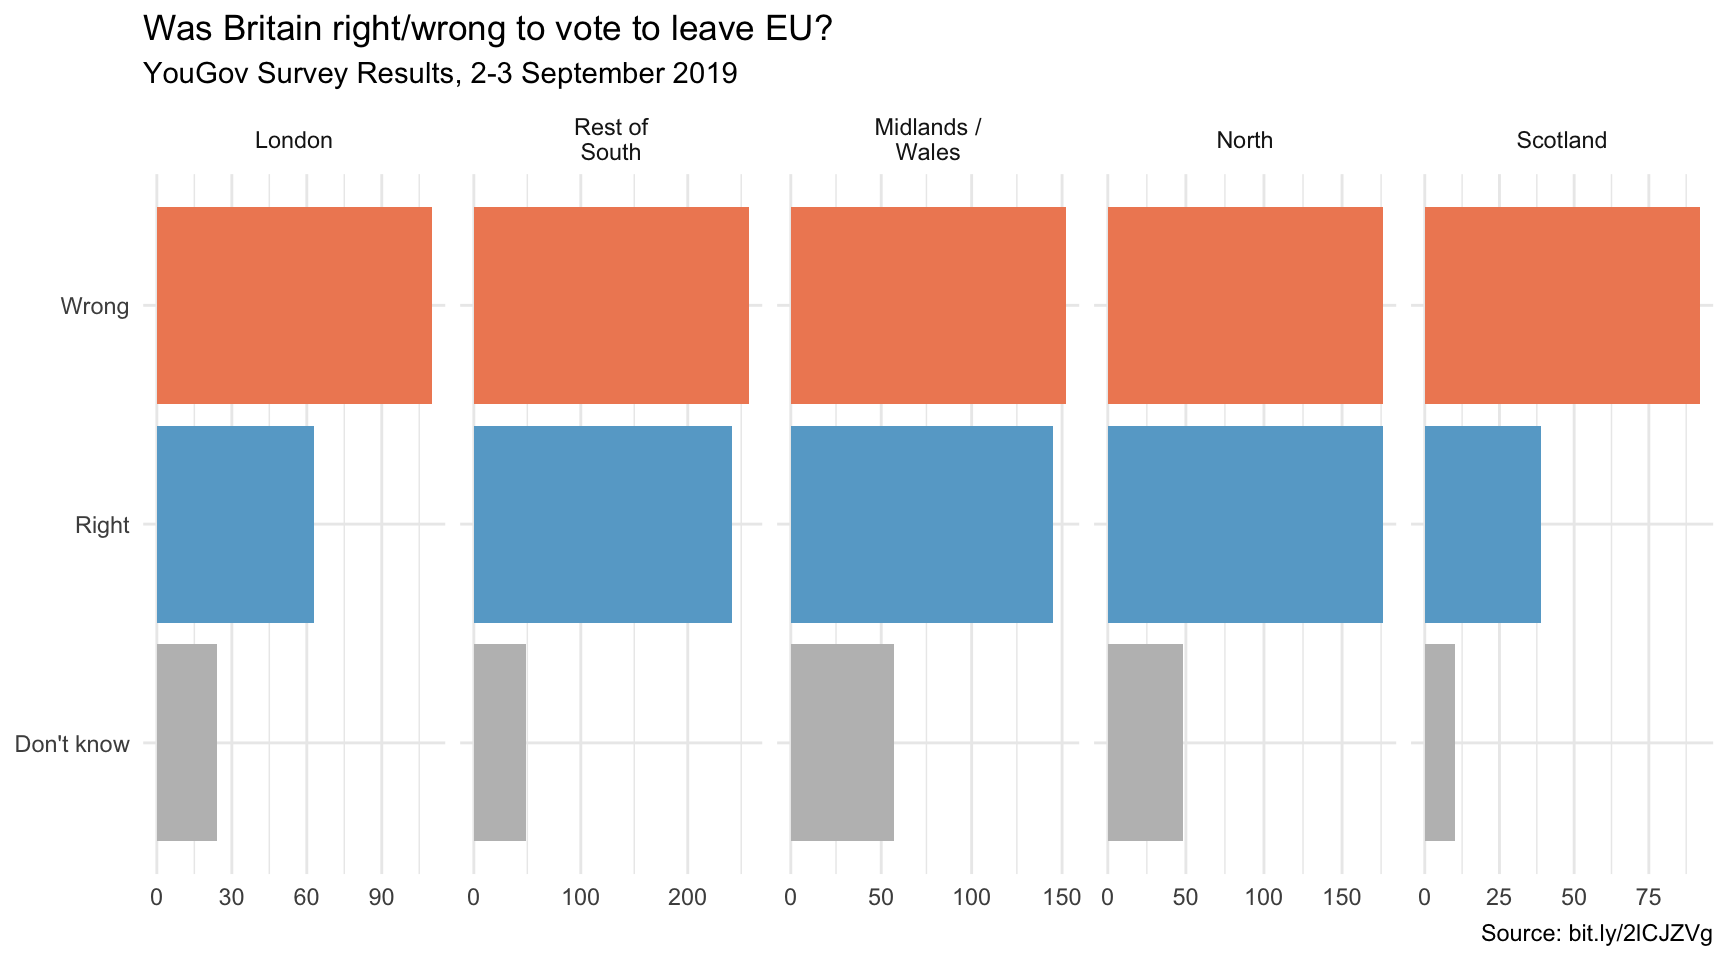 Was Britain right/wrong to vote to leave EU?
YouGov Survey Results, 2-3 September 2019
London
Rest of
South
Midlands /
Wales
North
Scotland
Wrong
Right
Don't know
0 30 60 90
0 100 200
0 50 100 150
0 50 100 150
0 25 50 75
Source: bit.ly/2lCJZVg